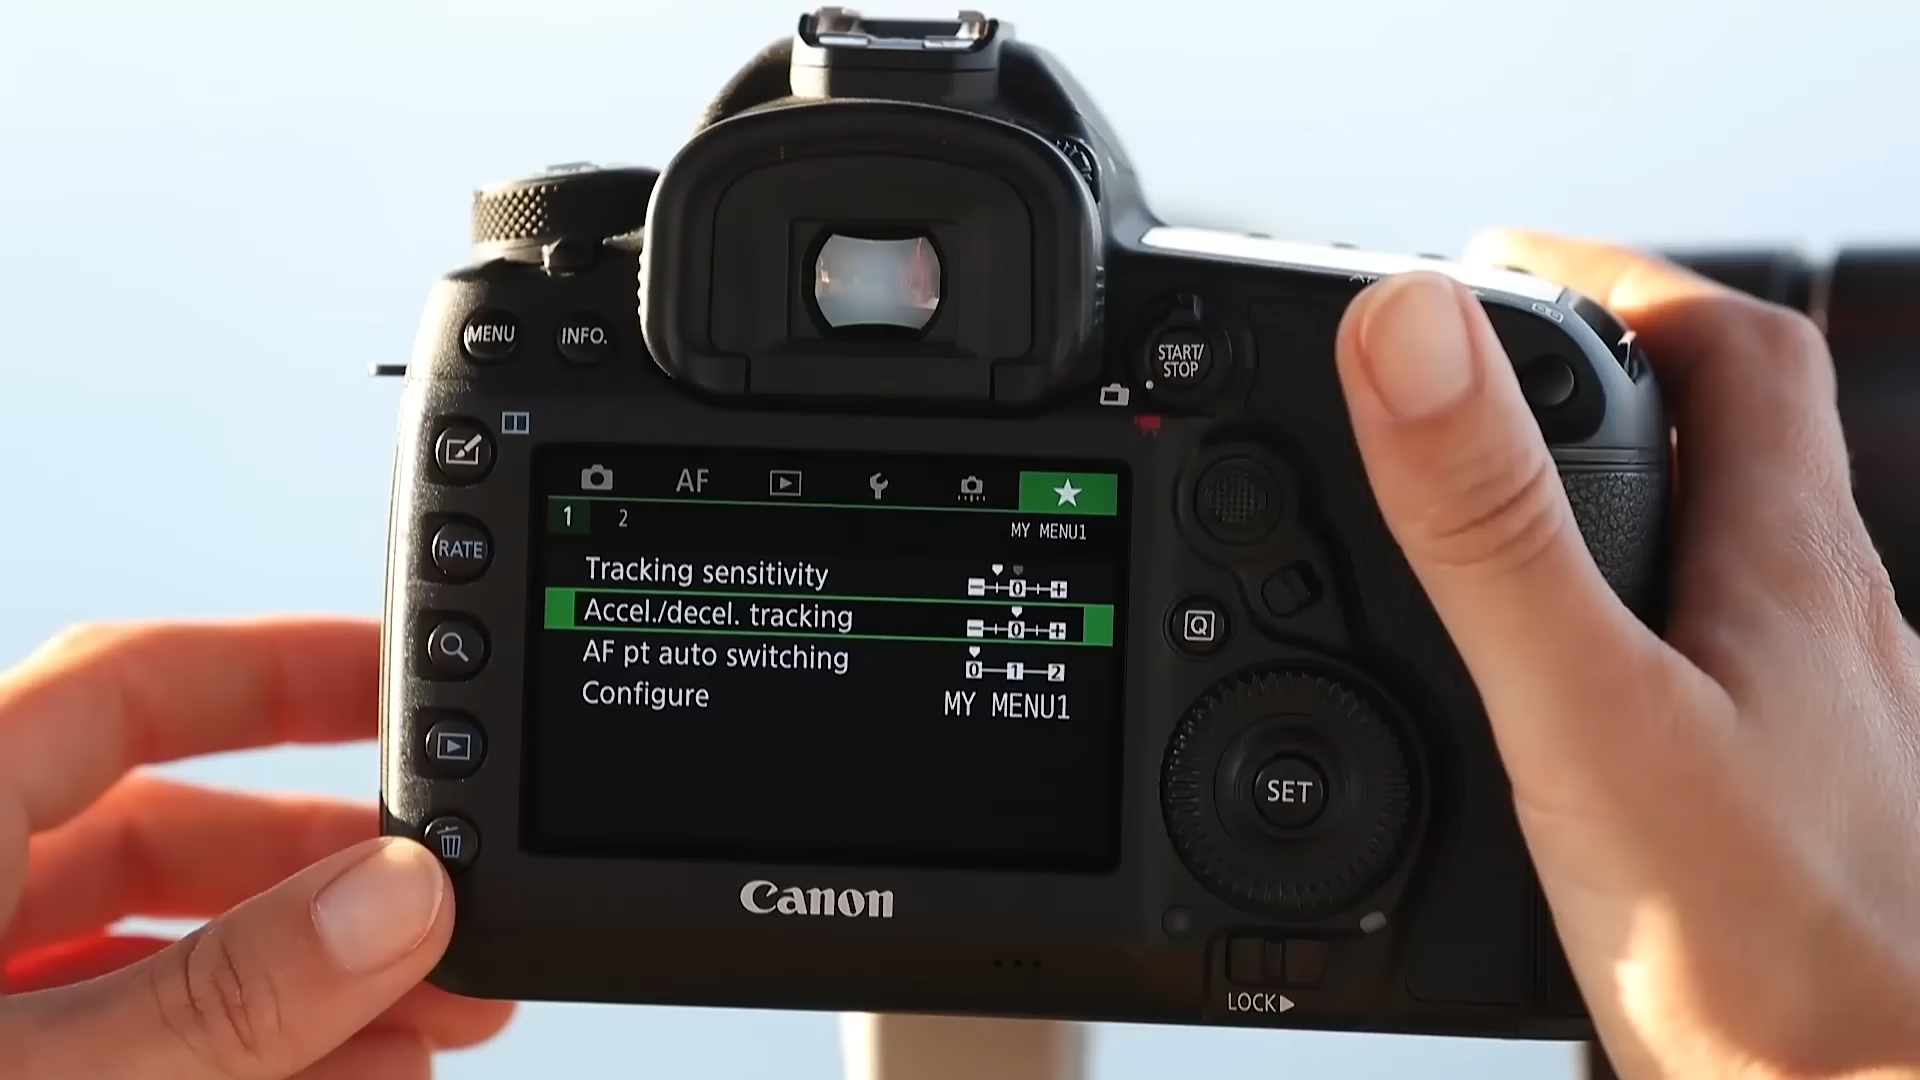 MENU
INFO.
START/
STOP
RATE
AF
1 2
MY MENU1
Tracking sensitivity
0
Accel./decel. tracking
0
AF pt auto switching
0 1 2
Configure MY MENU1
Q
SET
Canon
LOCK